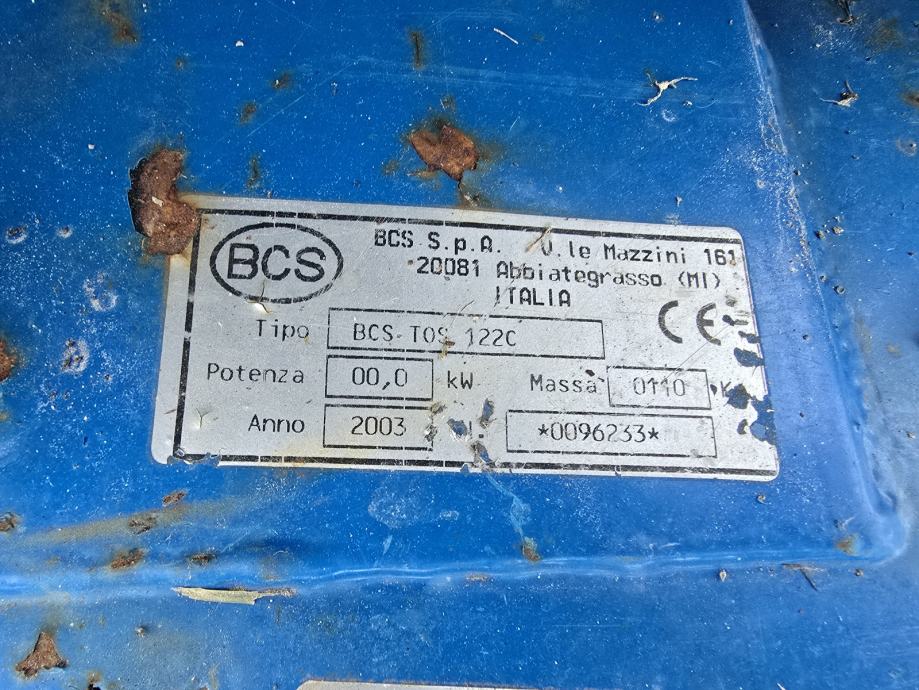 BCS
BCS S.p.A. V.le Mazzini 161
20081 Abbiategrasso (MI)
ITALIA
CE
Tipo BCS TOS 122C
Potenza 00,0 kW Massa 0110
Anno 2003 *0096233*